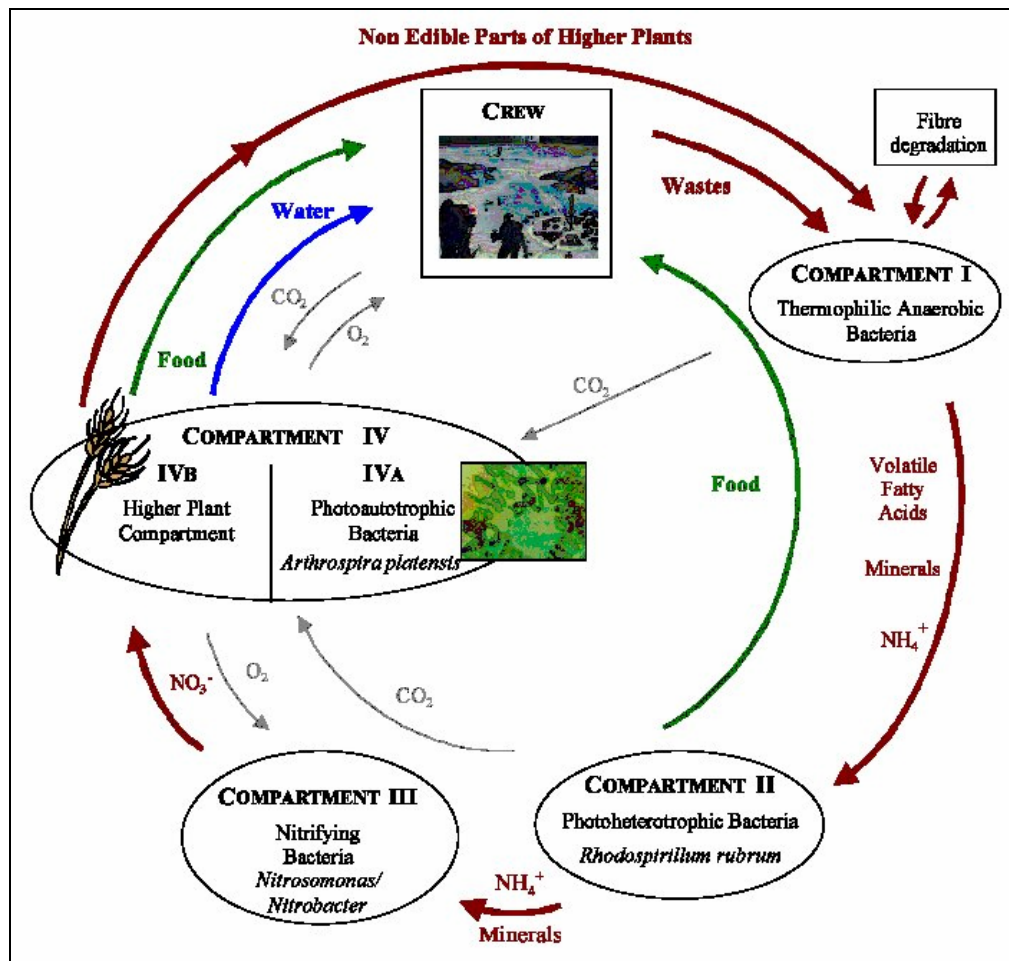 Non Edible Parts of Higher Plants
CREW
Fibre
degradation
Wastes
Water
COMPARTMENT I
Thermophilic Anaerobic
Bacteria
CO₂
O₂
Food
CO₂
COMPARTMENT IV
IVB
Higher Plant
Compartment
IVA
Photoautotrophic
Bacteria
Arthrospira platensis
Food
Volatile
Fatty
Acids
Minerals
NH₄⁺
NO₃⁻
O₂
CO₂
COMPARTMENT III
Nitrifying
Bacteria
Nitrosomonas/
Nitrobacter
COMPARTMENT II
Photoheterotrophic Bacteria
Rhodospirillum rubrum
NH₄⁺
Minerals